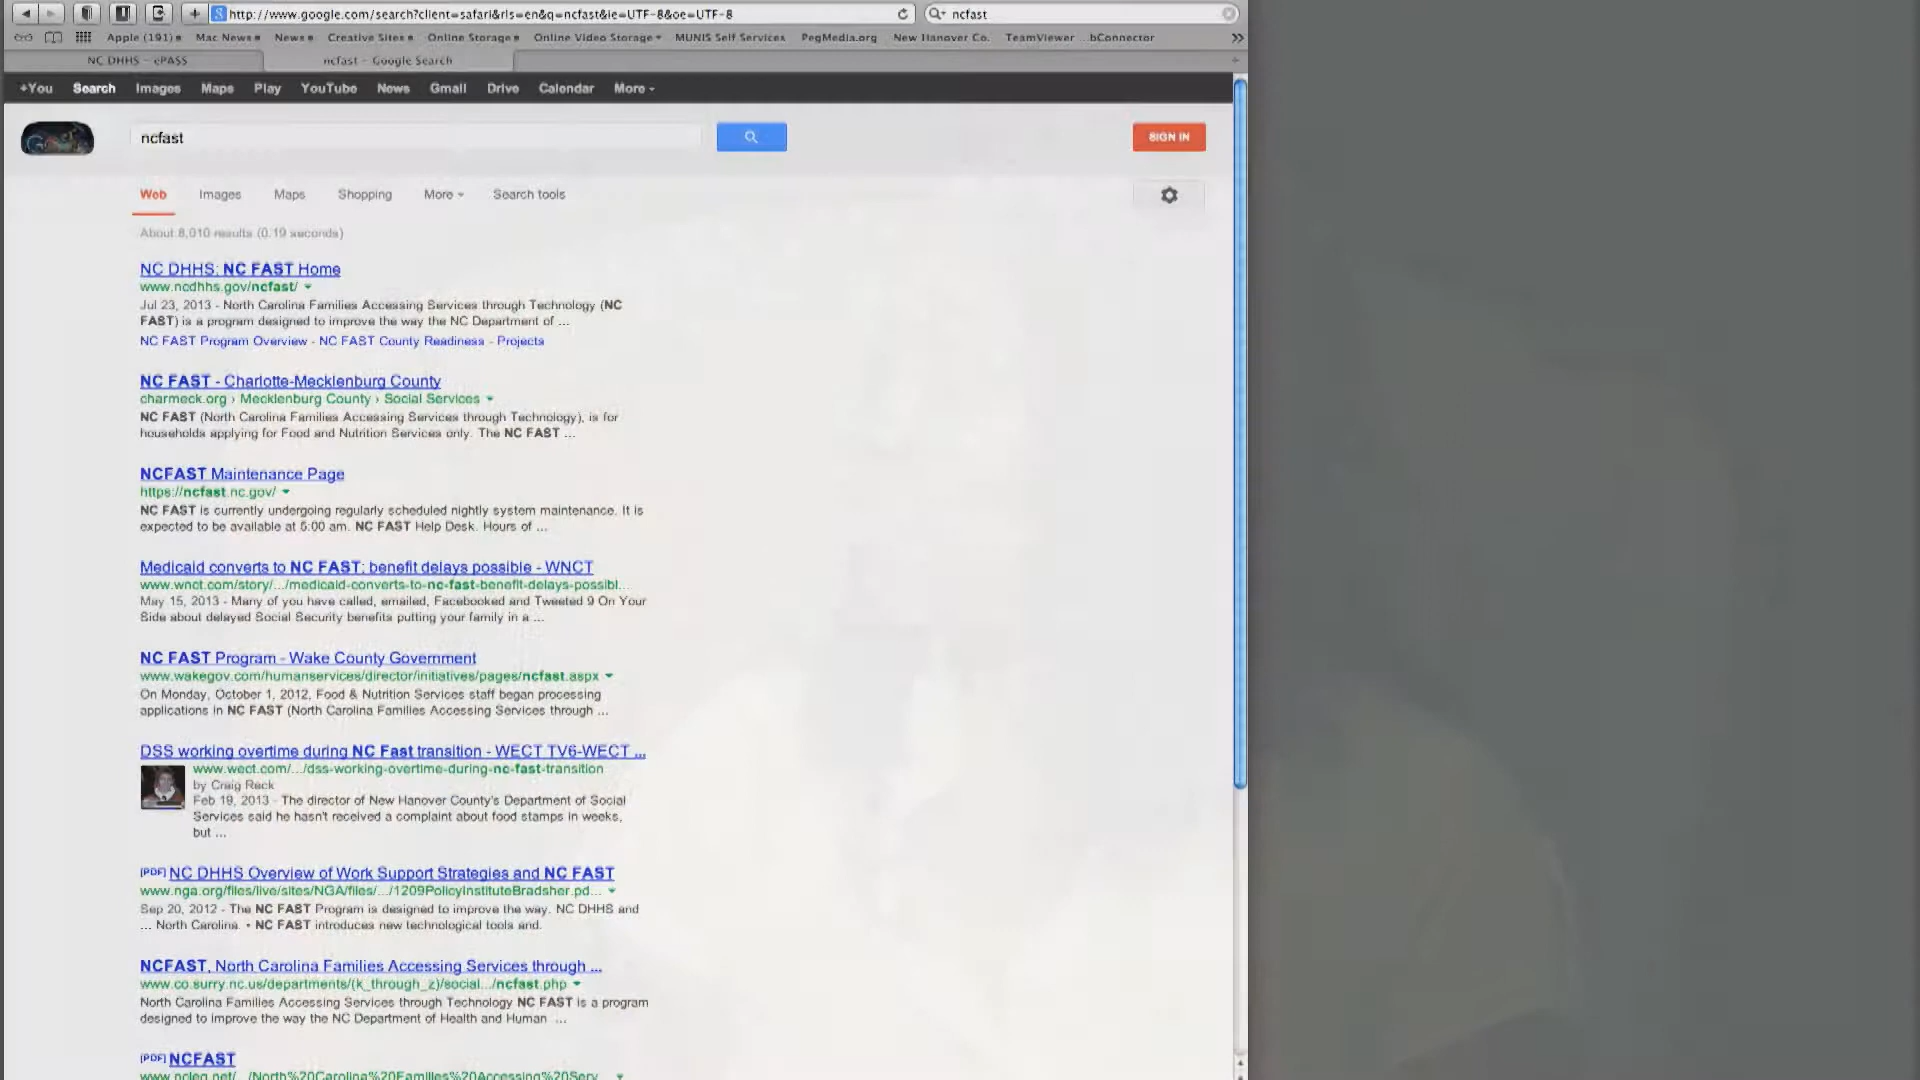 http://www.google.com/search?client=safari&rls=en&q=ncfast&ie=UTF-8&oe=UTF-8
ncfast
Apple (191) Mac News News Creative Sites Online Storage Online Video Storage MUNIS Self Services PegMedia.org New Hanover Co. TeamViewer ...bConnector
NC DHHS - ePASS
ncfast - Google Search
+You Search Images Maps Play YouTube News Gmail Drive Calendar More
ncfast
SIGN IN
Web Images Maps Shopping More Search tools
About 8,010 results (0.19 seconds)
NC DHHS: NC FAST Home
www.ncdhhs.gov/ncfast/
Jul 23, 2013 - North Carolina Families Accessing Services through Technology (NC
FAST) is a program designed to improve the way the NC Department of ...
NC FAST Program Overview - NC FAST County Readiness - Projects
NC FAST - Charlotte-Mecklenburg County
charmeck.org › Mecklenburg County › Social Services
NC FAST (North Carolina Families Accessing Services through Technology), is for
households applying for Food and Nutrition Services only. The NC FAST ...
NCFAST Maintenance Page
https://ncfast.nc.gov/
NC FAST is currently undergoing regularly scheduled nightly system maintenance. It is
expected to be available at 5:00 am. NC FAST Help Desk. Hours of ...
Medicaid converts to NC FAST; benefit delays possible - WNCT
www.wnct.com/story/.../medicaid-converts-to-nc-fast-benefit-delays-possibl...
May 15, 2013 - Many of you have called, emailed, Facebooked and Tweeted 9 On Your
Side about delayed Social Security benefits putting your family in a ...
NC FAST Program - Wake County Government
www.wakegov.com/humanservices/director/initiatives/pages/ncfast.aspx
On Monday, October 1, 2012, Food & Nutrition Services staff began processing
applications in NC FAST (North Carolina Families Accessing Services through ...
DSS working overtime during NC Fast transition - WECT TV6-WECT ...
www.wect.com/.../dss-working-overtime-during-nc-fast-transition
by Craig Reck
Feb 19, 2013 - The director of New Hanover County's Department of Social
Services said he hasn't received a complaint about food stamps in weeks,
but ...
[PDF] NC DHHS Overview of Work Support Strategies and NC FAST
www.nga.org/files/live/sites/NGA/files/.../1209PolicyInstituteBradsher.pd...
Sep 20, 2012 - The NC FAST Program is designed to improve the way. NC DHHS and
... North Carolina. • NC FAST introduces new technological tools and.
NCFAST, North Carolina Families Accessing Services through ...
www.co.surry.nc.us/departments/(k_through_z)/social.../ncfast.php
North Carolina Families Accessing Services through Technology NC FAST is a program
designed to improve the way the NC Department of Health and Human ...
[PDF] NCFAST
www.ncleg.net/.../North%20Carolina%20Families%20Accessing%20Serv...